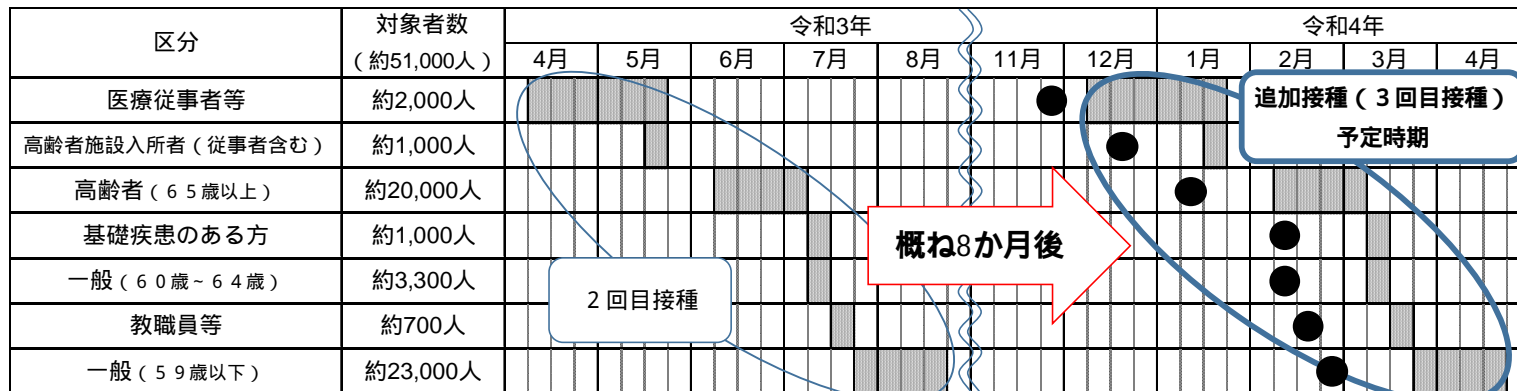 区分 対象者数 令和3年 令和4年
(約51,000人) 4月 5月 6月 7月 8月 11月 12月 1月 2月 3月 4月
医療従事者等 約2,000人
高齢者施設入所者(従事者含む) 約1,000人
高齢者(65歳以上) 約20,000人
基礎疾患のある方 約1,000人
一般(60歳~64歳) 約3,300人
教職員等 約700人
一般(59歳以下) 約23,000人
2回目接種
概ね8か月後
追加接種(3回目接種)
予定時期